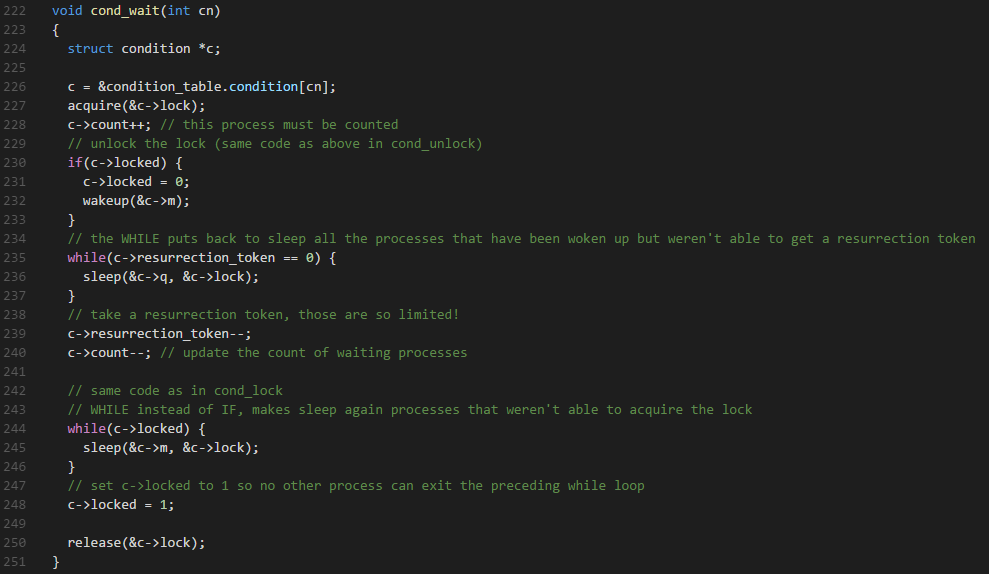 222 void cond_wait(int cn)
223 {
224   struct condition *c;
225
226   c = &condition_table.condition[cn];
227   acquire(&c->lock);
228   c->count++; // this process must be counted
229   // unlock the lock (same code as above in cond_unlock)
230   if(c->locked) {
231     c->locked = 0;
232     wakeup(&c->m);
233   }
234   // the WHILE puts back to sleep all the processes that have been woken up but weren't able to get a resurrection token
235   while(c->resurrection_token == 0) {
236     sleep(&c->q, &c->lock);
237   }
238   // take a resurrection token, those are so limited!
239   c->resurrection_token--;
240   c->count--; // update the count of waiting processes
241
242   // same code as in cond_lock
243   // WHILE instead of IF, makes sleep again processes that weren't able to acquire the lock
244   while(c->locked) {
245     sleep(&c->m, &c->lock);
246   }
247   // set c->locked to 1 so no other process can exit the preceding while loop
248   c->locked = 1;
249
250   release(&c->lock);
251 }